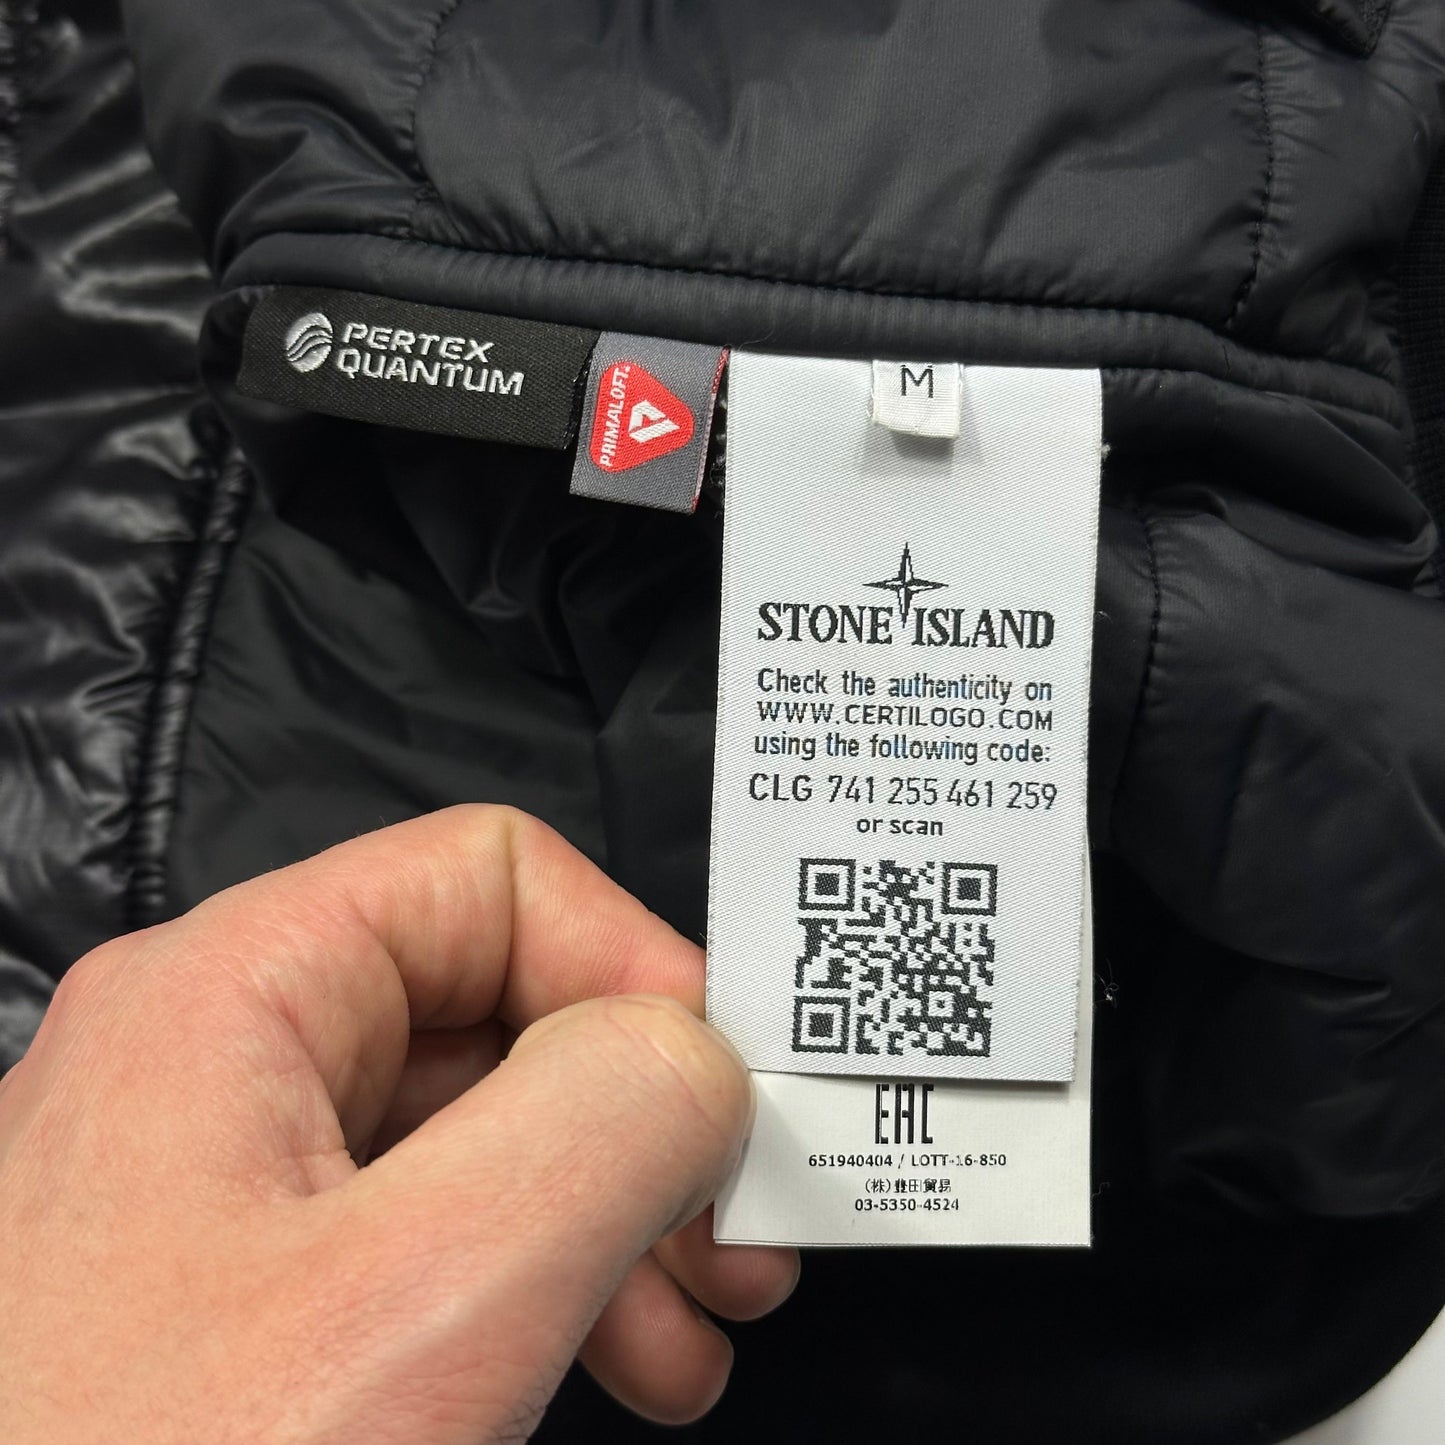 PERTEX
QUANTUM
PRIMALOFT
M
STONE ISLAND
Check the authenticity on
WWW.CERTILOGO.COM
using the following code:
CLG 741 255 461 259
or scan
EAC
651940404 / LOTT-16-850
(株)豊田貿易
03-5350-4524